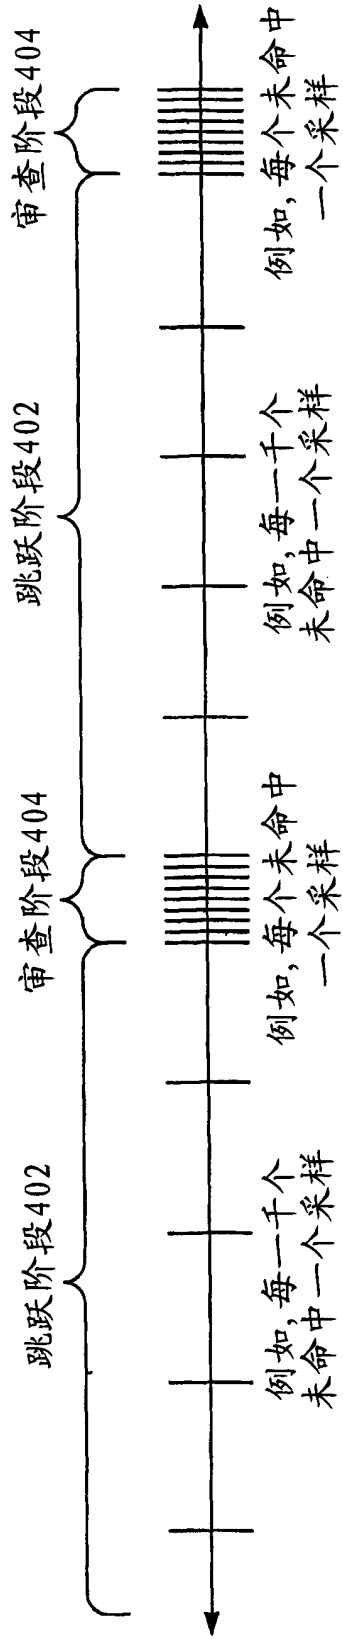 跳跃阶段402
审查阶段404
跳跃阶段402
审查阶段404
例如,每一千个
未命中一个采样
例如,每个未命中
一个采样
例如,每一千个
未命中一个采样
例如,每个未命中
一个采样